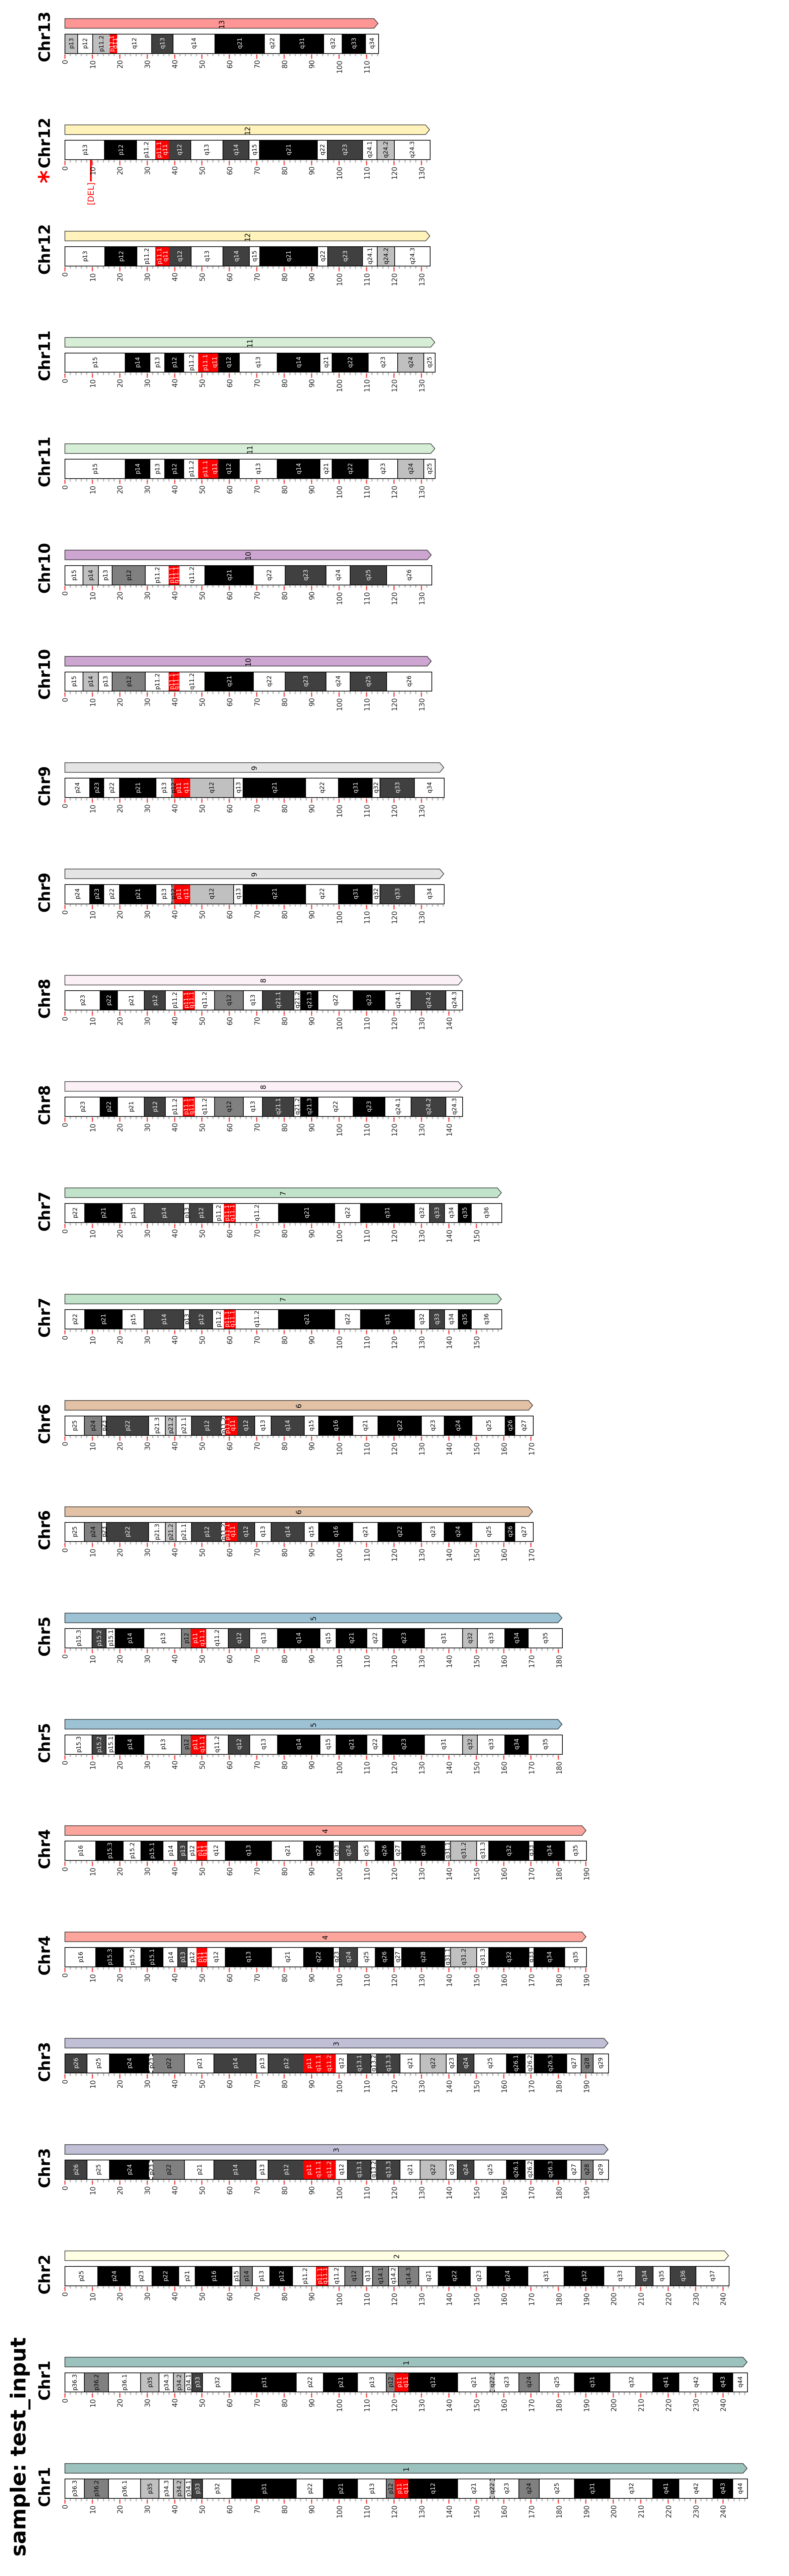 sample: test_input
Chr1
1
p36.3 p36.2 p36.1 p35 p34.3 p34.2 p34.1 p33 p32 p31 p22 p21 p13 p12 p11 q11 q12 q21 q22 q23 q24 q25 q31 q32 q41 q42 q43 q44
0 10 20 30 40 50 60 70 80 90 100 110 120 130 140 150 160 170 180 190 200 210 220 230 240
Chr1
1
p36.3 p36.2 p36.1 p35 p34.3 p34.2 p34.1 p33 p32 p31 p22 p21 p13 p12 p11 q11 q12 q21 q22 q23 q24 q25 q31 q32 q41 q42 q43 q44
0 10 20 30 40 50 60 70 80 90 100 110 120 130 140 150 160 170 180 190 200 210 220 230 240
Chr2
2
p25 p24 p23 p22 p21 p16 p15 p14 p13 p12 p11.2 p11.1 q11.1 q11.2 q12 q13 q14.1 q14.2 q14.3 q21 q22 q23 q24 q31 q32 q33 q34 q35 q36 q37
0 10 20 30 40 50 60 70 80 90 100 110 120 130 140 150 160 170 180 190 200 210 220 230 240
Chr3
3
p26 p25 p24 p22 p21 p14 p13 p12 p11 q11.1 q11.2 q12 q13.1 q13.2 q13.3 q21 q22 q23 q24 q25 q26.1 q26.2 q26.3 q27 q28 q29
0 10 20 30 40 50 60 70 80 90 100 110 120 130 140 150 160 170 180 190
Chr3
3
p26 p25 p24 p22 p21 p14 p13 p12 p11 q11.1 q11.2 q12 q13.1 q13.2 q13.3 q21 q22 q23 q24 q25 q26.1 q26.2 q26.3 q27 q28 q29
0 10 20 30 40 50 60 70 80 90 100 110 120 130 140 150 160 170 180 190
Chr4
4
p16 p15.3 p15.2 p15.1 p14 p13 p12 p11 q11 q12 q13 q21 q22 q23 q24 q25 q26 q27 q28 q31.1 q31.2 q31.3 q32 q33 q34 q35
0 10 20 30 40 50 60 70 80 90 100 110 120 130 140 150 160 170 180 190
Chr4
4
p16 p15.3 p15.2 p15.1 p14 p13 p12 p11 q11 q12 q13 q21 q22 q23 q24 q25 q26 q27 q28 q31.1 q31.2 q31.3 q32 q33 q34 q35
0 10 20 30 40 50 60 70 80 90 100 110 120 130 140 150 160 170 180 190
Chr5
5
p15.3 p15.2 p15.1 p14 p13 p12 p11 q11.1 q11.2 q12 q13 q14 q15 q21 q22 q23 q31 q32 q33 q34 q35
0 10 20 30 40 50 60 70 80 90 100 110 120 130 140 150 160 170 180
Chr5
5
p15.3 p15.2 p15.1 p14 p13 p12 p11 q11.1 q11.2 q12 q13 q14 q15 q21 q22 q23 q31 q32 q33 q34 q35
0 10 20 30 40 50 60 70 80 90 100 110 120 130 140 150 160 170 180
Chr6
6
p25 p24 p22 p21.3 p21.2 p21.1 p12 p11.1 q11 q12 q13 q14 q15 q16 q21 q22 q23 q24 q25 q26 q27
0 10 20 30 40 50 60 70 80 90 100 110 120 130 140 150 160 170
Chr6
6
p25 p24 p22 p21.3 p21.2 p21.1 p12 p11.1 q11 q12 q13 q14 q15 q16 q21 q22 q23 q24 q25 q26 q27
0 10 20 30 40 50 60 70 80 90 100 110 120 130 140 150 160 170
Chr7
7
p22 p21 p15 p14 p13 p12 p11.2 p11.1 q11.1 q11.2 q21 q22 q31 q32 q33 q34 q35 q36
0 10 20 30 40 50 60 70 80 90 100 110 120 130 140 150
Chr7
7
p22 p21 p15 p14 p13 p12 p11.2 p11.1 q11.1 q11.2 q21 q22 q31 q32 q33 q34 q35 q36
0 10 20 30 40 50 60 70 80 90 100 110 120 130 140 150
Chr8
8
p23 p22 p21 p12 p11.2 p11.1 q11.1 q11.2 q12 q13 q21.1 q21.2 q21.3 q22 q23 q24.1 q24.2 q24.3
0 10 20 30 40 50 60 70 80 90 100 110 120 130 140
Chr8
8
p23 p22 p21 p12 p11.2 p11.1 q11.1 q11.2 q12 q13 q21.1 q21.2 q21.3 q22 q23 q24.1 q24.2 q24.3
0 10 20 30 40 50 60 70 80 90 100 110 120 130 140
Chr9
9
p24 p23 p22 p21 p13 p11 q11 q12 q13 q21 q22 q31 q32 q33 q34
0 10 20 30 40 50 60 70 80 90 100 110 120 130
Chr9
9
p24 p23 p22 p21 p13 p11 q11 q12 q13 q21 q22 q31 q32 q33 q34
0 10 20 30 40 50 60 70 80 90 100 110 120 130
Chr10
10
p15 p14 p13 p12 p11.2 p11.1 q11.1 q11.2 q21 q22 q23 q24 q25 q26
0 10 20 30 40 50 60 70 80 90 100 110 120 130
Chr10
10
p15 p14 p13 p12 p11.2 p11.1 q11.1 q11.2 q21 q22 q23 q24 q25 q26
0 10 20 30 40 50 60 70 80 90 100 110 120 130
Chr11
11
p15 p14 p13 p12 p11.2 p11.1 q11 q12 q13 q14 q21 q22 q23 q24 q25
0 10 20 30 40 50 60 70 80 90 100 110 120 130
Chr11
11
p15 p14 p13 p12 p11.2 p11.1 q11 q12 q13 q14 q21 q22 q23 q24 q25
0 10 20 30 40 50 60 70 80 90 100 110 120 130
Chr12
12
p13 p12 p11.2 p11.1 q11 q12 q13 q14 q15 q21 q22 q23 q24.1 q24.2 q24.3
0 10 20 30 40 50 60 70 80 90 100 110 120 130
*Chr12
12
p13 p12 p11.2 p11.1 q11 q12 q13 q14 q15 q21 q22 q23 q24.1 q24.2 q24.3
0 10 20 30 40 50 60 70 80 90 100 110 120 130
[DEL]
Chr13
13
p13 p12 p11.2 q12 q13 q14 q21 q22 q31 q32 q33 q34
0 10 20 30 40 50 60 70 80 90 100 110